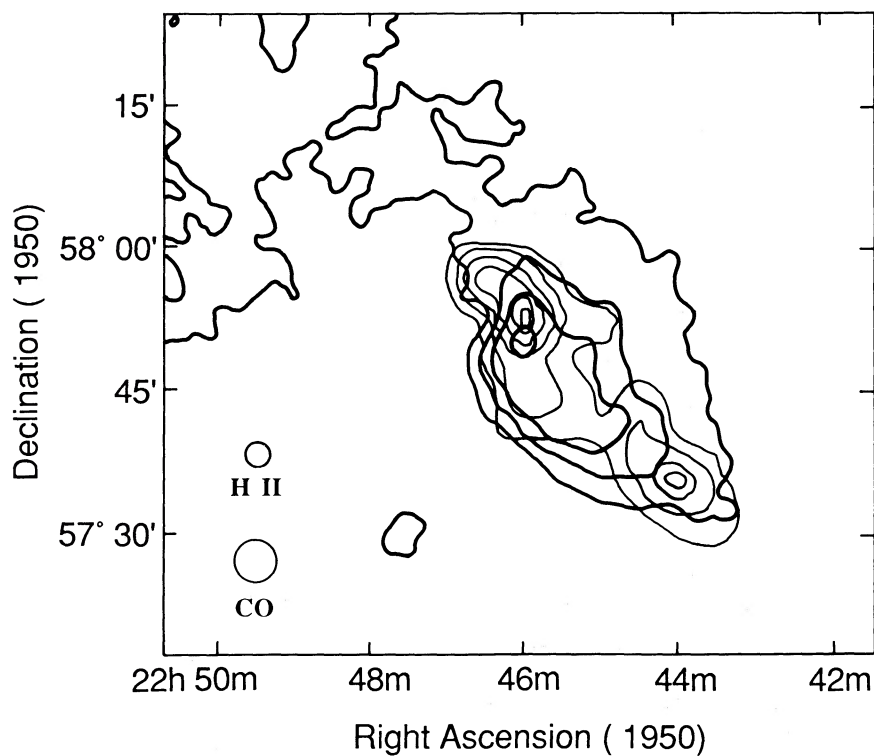 15'
58° 00'
45'
57° 30'
Declination ( 1950)
H II
CO
22h 50m 48m 46m 44m 42m
Right Ascension ( 1950)